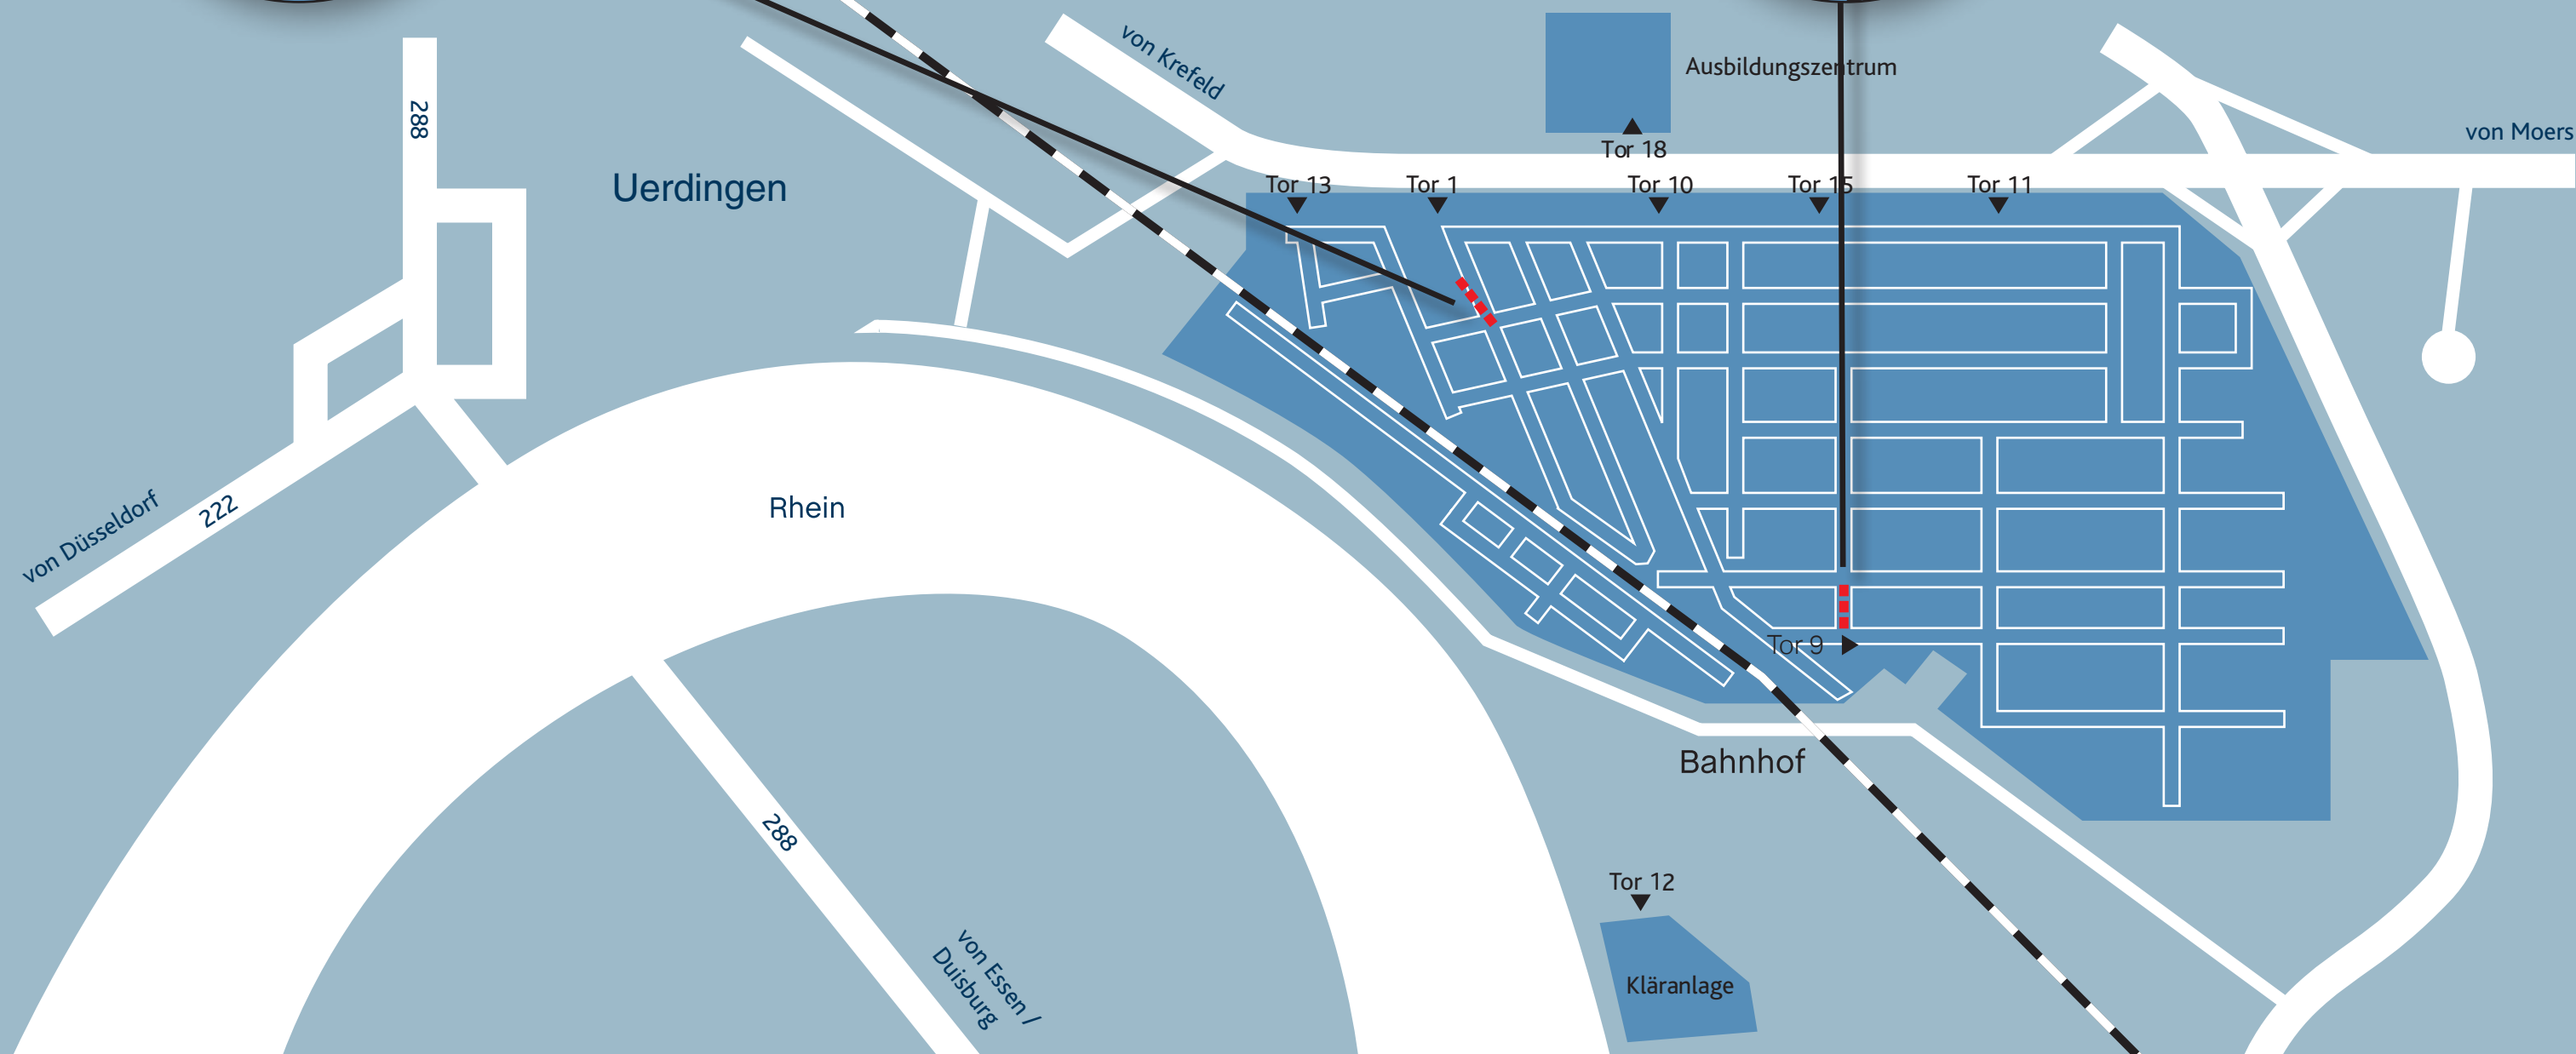 von Krefeld
Ausbildungszentrum
288
von Moers
Tor 18
Uerdingen
Tor 13
Tor 1
Tor 10
Tor 15
Tor 11
Rhein
222
von Düsseldorf
Tor 9
Bahnhof
288
Tor 12
von Essen /
Duisburg
Kläranlage